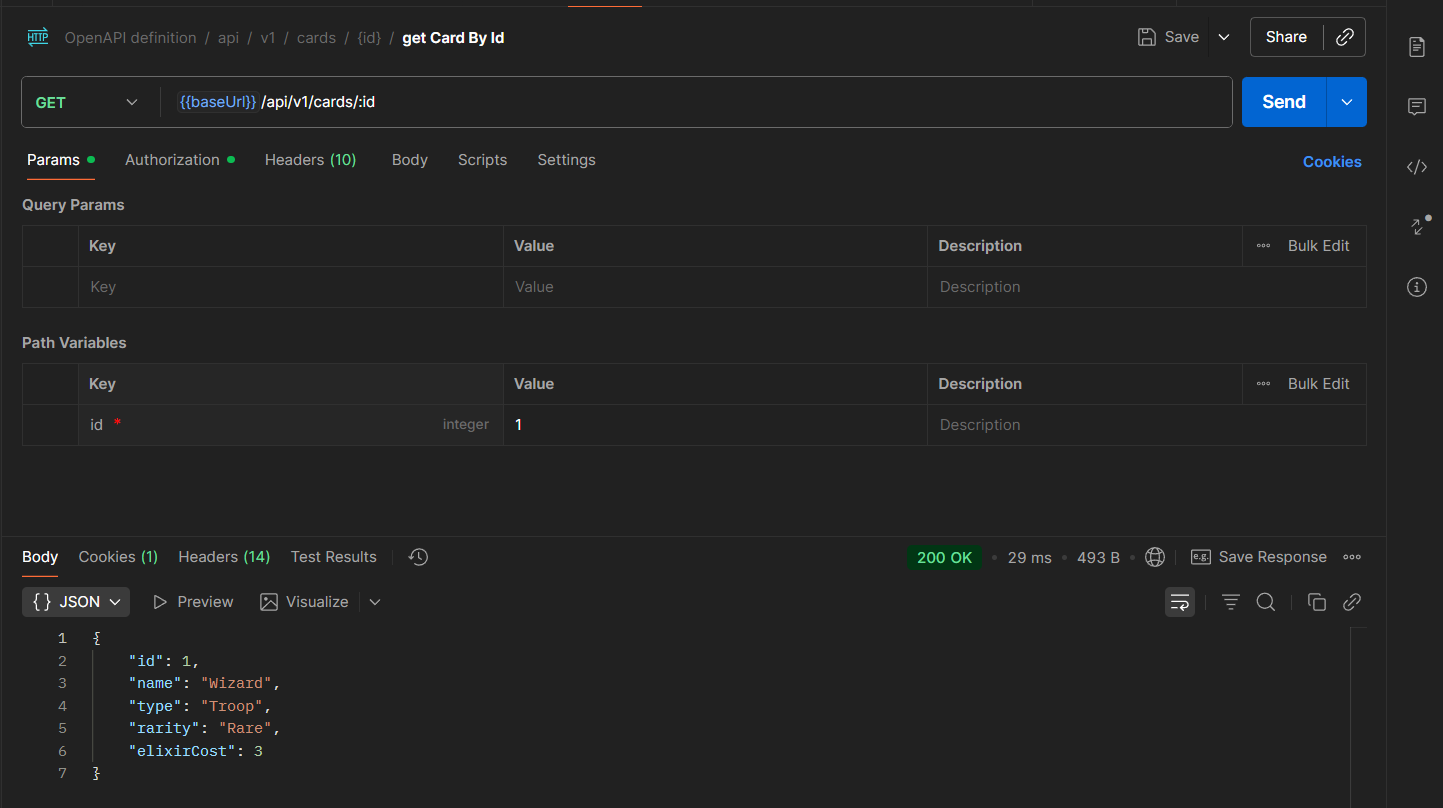 HTTP OpenAPI definition / api / v1 / cards / {id} / get Card By Id Save Share
GET {{baseUrl}} /api/v1/cards/:id Send
Params Authorization Headers (10) Body Scripts Settings Cookies
Query Params
Key Value Description Bulk Edit
Key Value Description
Path Variables
Key Value Description Bulk Edit
id * integer 1 Description
Body Cookies (1) Headers (14) Test Results 200 OK • 29 ms • 493 B • e.g. Save Response
{} JSON Preview Visualize
1 {
2 "id": 1,
3 "name": "Wizard",
4 "type": "Troop",
5 "rarity": "Rare",
6 "elixirCost": 3
7 }